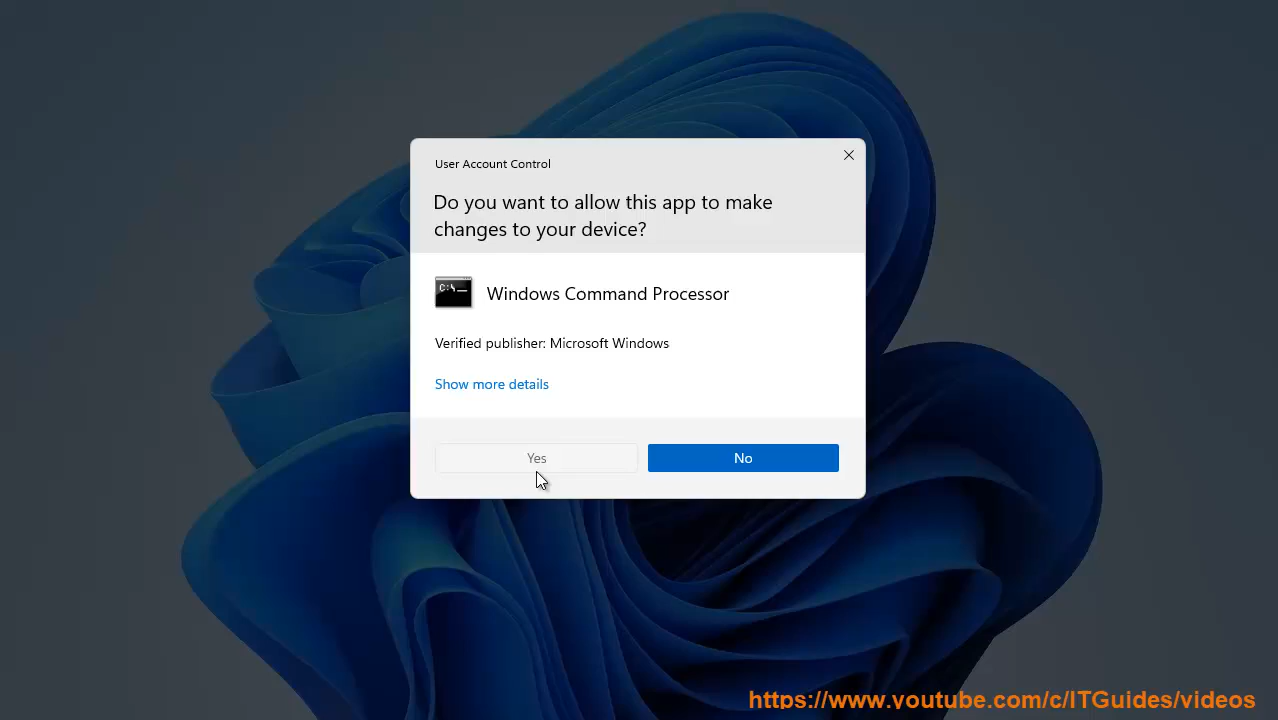 User Account Control
Do you want to allow this app to make
changes to your device?
C:\_
Windows Command Processor
Verified publisher: Microsoft Windows
Show more details
Yes
No
https://www.youtube.com/c/ITGuides/videos